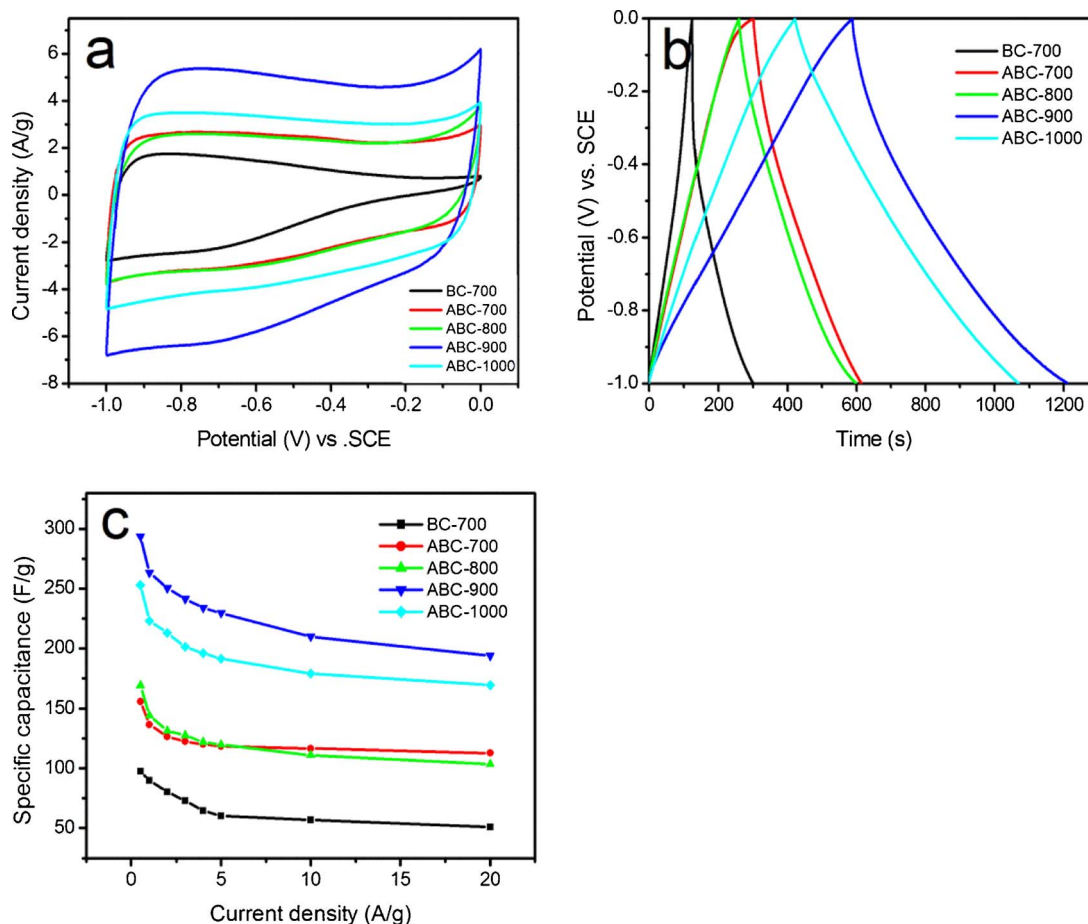 a
Current density (A/g)
6
4
2
0
-2
-4
-6
-8
-1.0 -0.8 -0.6 -0.4 -0.2 0.0
Potential (V) vs .SCE
BC-700
ABC-700
ABC-800
ABC-900
ABC-1000
b
Potential (V) vs. SCE
0.0
-0.2
-0.4
-0.6
-0.8
-1.0
0 200 400 600 800 1000 1200
Time (s)
BC-700
ABC-700
ABC-800
ABC-900
ABC-1000
c
Specific capacitance (F/g)
300
250
200
150
100
50
0 5 10 15 20
Current density (A/g)
BC-700
ABC-700
ABC-800
ABC-900
ABC-1000